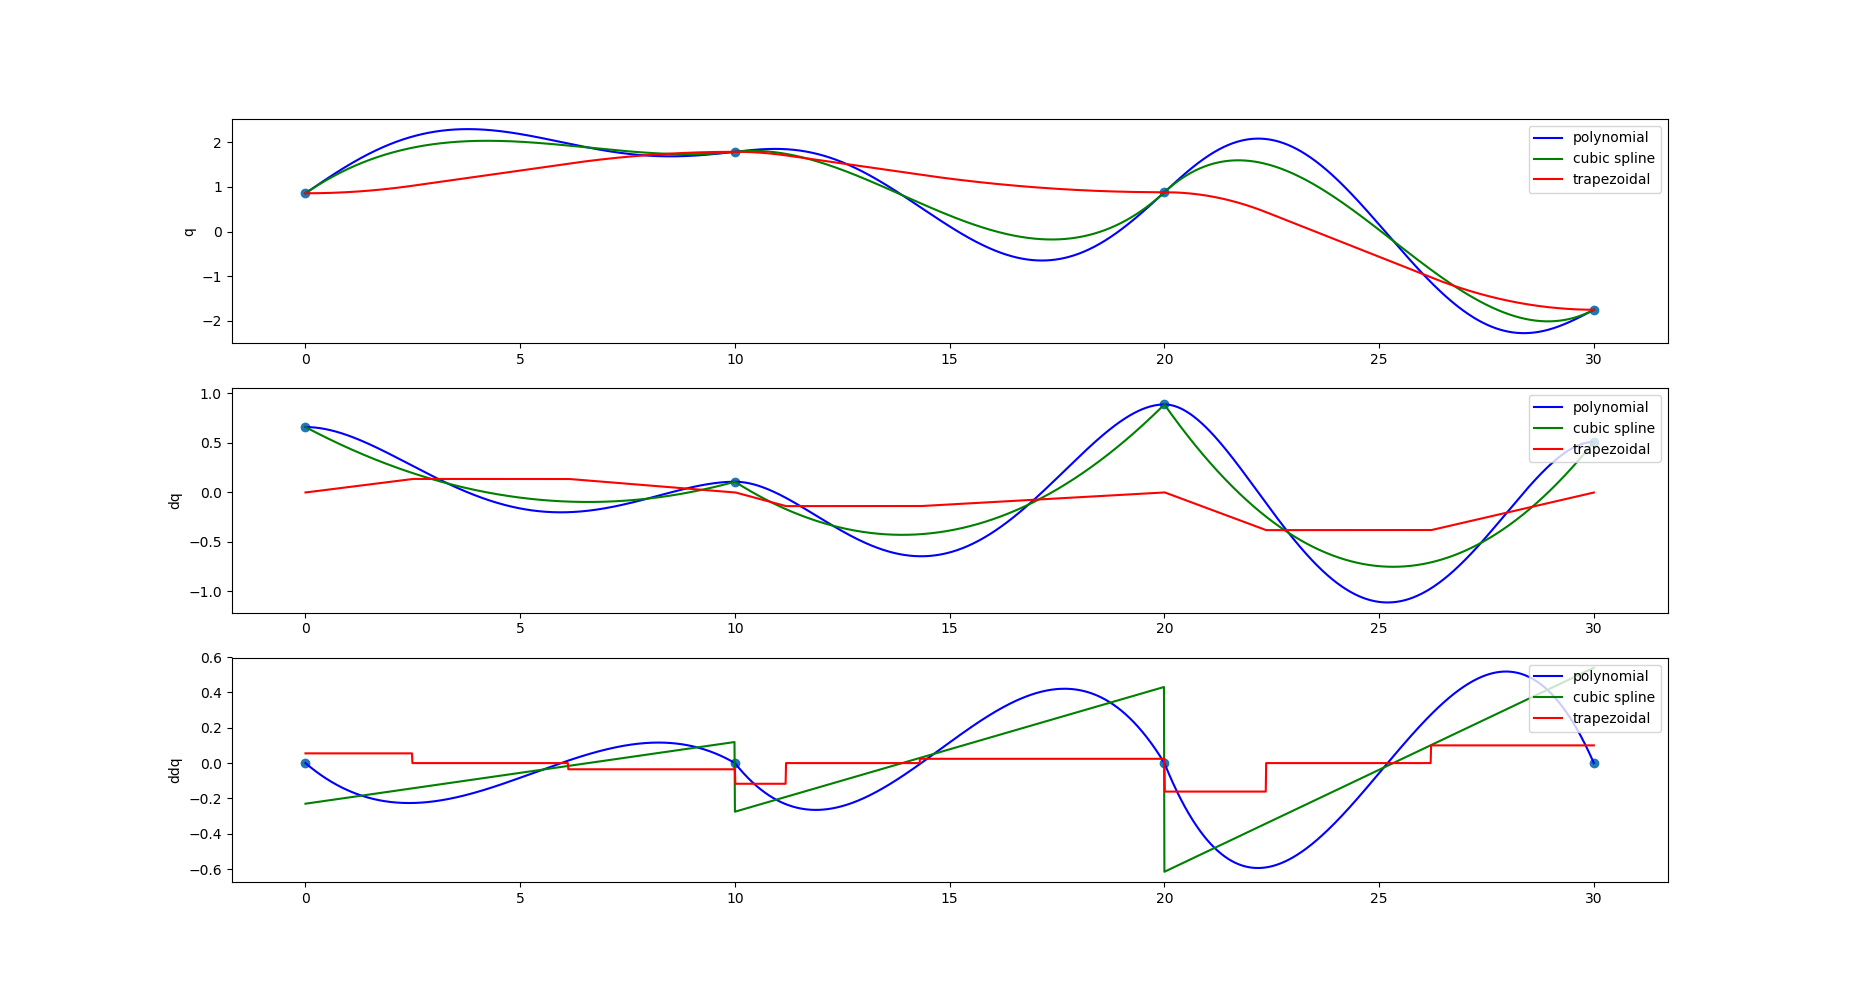 2
1
0
−1
−2
q
0 5 10 15 20 25 30
polynomial
cubic spline
trapezoidal
1.0
0.5
0.0
−0.5
−1.0
dq
0 5 10 15 20 25 30
polynomial
cubic spline
trapezoidal
0.6
0.4
0.2
0.0
−0.2
−0.4
−0.6
ddq
0 5 10 15 20 25 30
polynomial
cubic spline
trapezoidal